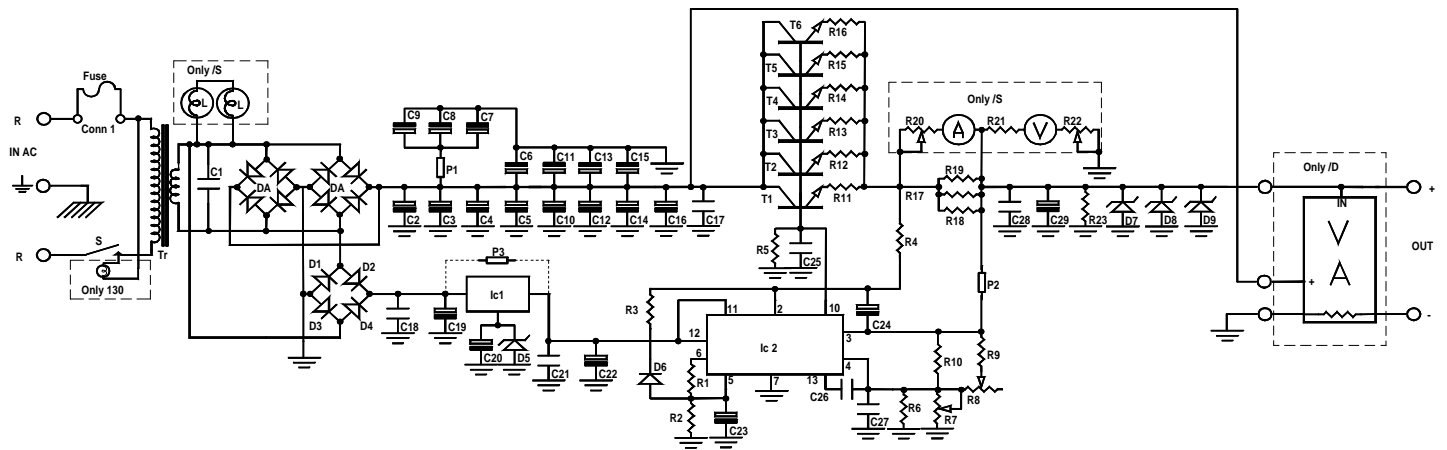 T6
R16
Only /S
T5
R15
Fuse
L
L
T4
R14
Only /S
C9
C8
C7
R
Conn 1
R20
A
R21
V
R22
T3
R13
IN AC
C6
C11
C13
C15
T2
R12
Only /D
C1
P1
R19
DA
DA
T1
R11
R17
IN
+
C2
C3
C4
C5
C10
C12
C14
C16
C17
R18
C28
C29
R23
D7
D8
D9
V
OUT
S
R
Tr
R5
C25
R4
A
Only 130
D1
D2
P3
P2
+
Ic1
R3
11
2
10
C24
-
D3
D4
C18
C19
12
Ic 2
3
C20
D5
C21
C22
D6
6
4
R10
R9
R1
5
7
13
C26
R8
R2
C23
C27
R6
R7